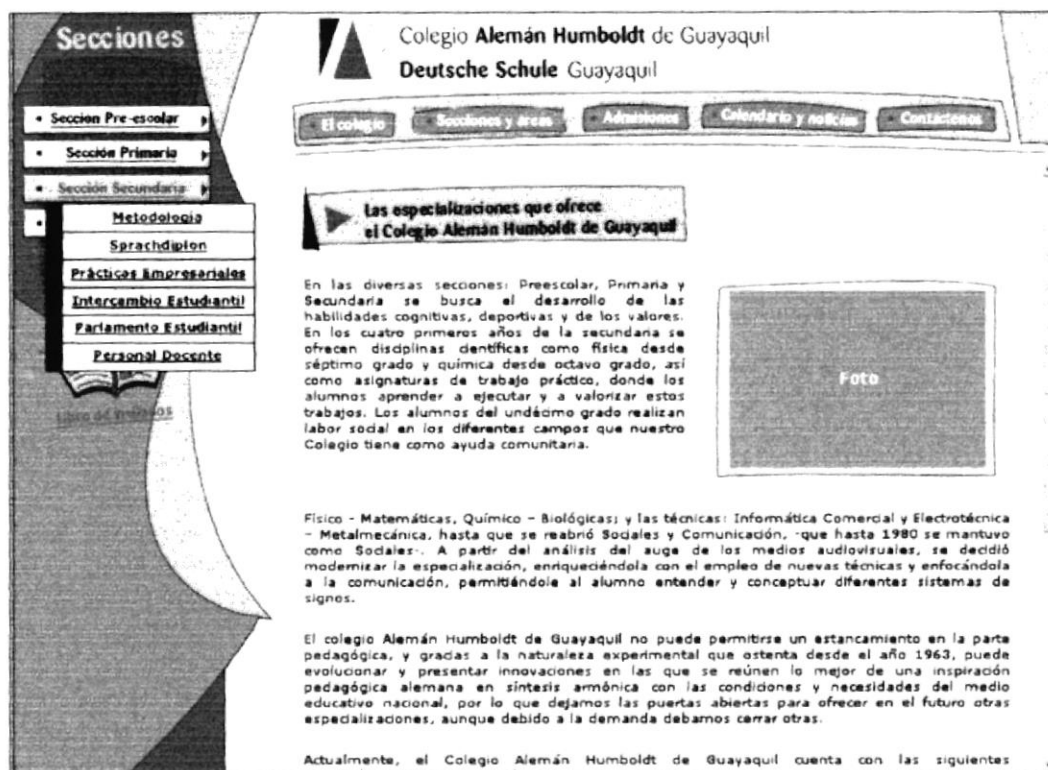 Secciones
• Seccion Pre-escolar
• Sección Primaria
• Sección Secundaria
•
Metodología
Sprachdiplon
Prácticas Empresariales
Intercambio Estudiantil
Parlamento Estudiantil
Personal Docente
Libro de
Colegio Alemán Humboldt de Guayaquil
Deutsche Schule Guayaquil
• El colegio
• Secciones y áreas
• Admisiones
• Calendario y noticias
• Contáctenos
Las especializaciones que ofrece
el Colegio Alemán Humboldt de Guayaquil
En las diversas secciones: Preescolar, Primaria y
Secundaria se busca el desarrollo de las
habilidades cognitivas, deportivas y de los valores.
En los cuatro primeros años de la secundaria se
ofrecen disciplinas científicas como física desde
séptimo grado y química desde octavo grado, así
como asignaturas de trabajo práctico, donde los
alumnos aprender a ejecutar y a valorizar estos
trabajos. Los alumnos del undécimo grado realizan
labor social en los diferentes campos que nuestro
Colegio tiene como ayuda comunitaria.
Foto
Físico - Matemáticas, Químico – Biológicas; y las técnicas: Informática Comercial y Electrotécnica
– Metalmecánica, hasta que se reabrió Sociales y Comunicación, -que hasta 1980 se mantuvo
como Sociales-. A partir del análisis del auge de los medios audiovisuales, se decidió
modernizar la especialización, enriqueciéndola con el empleo de nuevas técnicas y enfocándola
a la comunicación, permitiéndole al alumno entender y conceptuar diferentes sistemas de
signos.
El colegio Alemán Humboldt de Guayaquil no puede permitirse un estancamiento en la parte
pedagógica, y gracias a la naturaleza experimental que ostenta desde el año 1963, puede
evolucionar y presentar innovaciones en las que se reúnen lo mejor de una inspiración
pedagógica alemana en síntesis armónica con las condiciones y necesidades del medio
educativo nacional, por lo que dejamos las puertas abiertas para ofrecer en el futuro otras
especializaciones, aunque debido a la demanda debamos cerrar otras.
Actualmente, el Colegio Alemán Humboldt de Guayaquil cuenta con las siguientes